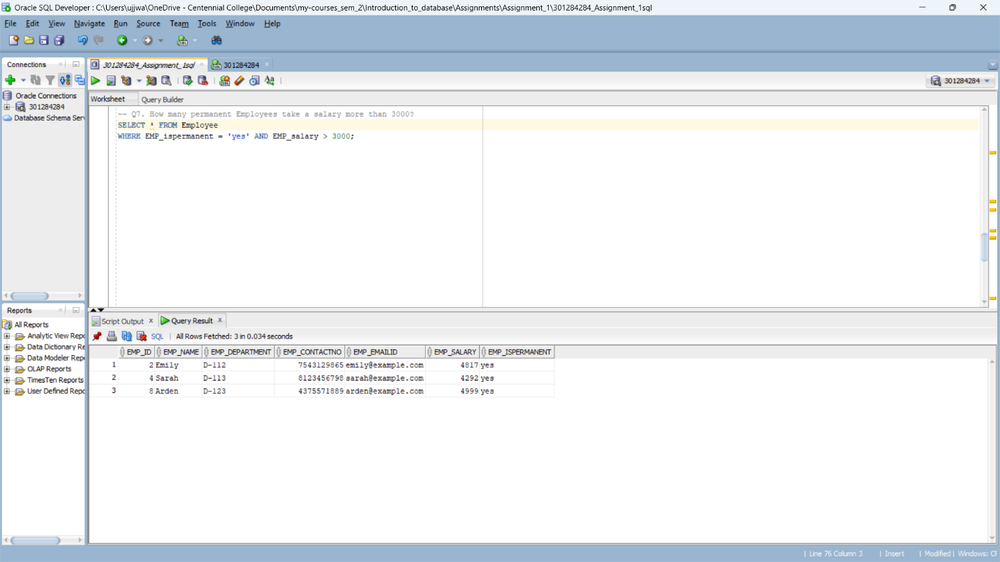 Oracle SQL Developer : C:\Users\ujjwa\OneDrive - Centennial College\Documents\my-courses_sem_2\Introduction_to_database\Assignments\Assignment_1\301284284_Assignment_1sql
File Edit View Navigate Run Source Team Tools Window Help
Connections
301284284_Assignment_1sql
301284284
301284284
Oracle Connections
301284284
Database Schema Serv
Worksheet Query Builder
-- Q7. How many permanent Employees take a salary more than 3000?
SELECT * FROM Employee
WHERE EMP_ispermanent = 'yes' AND EMP_salary > 3000;
Reports
All Reports
Analytic View Repo
Data Dictionary Re
Data Modeler Repo
OLAP Reports
TimesTen Reports
User Defined Repo
Script Output x Query Result x
SQL | All Rows Fetched: 3 in 0.034 seconds
EMP_ID EMP_NAME EMP_DEPARTMENT EMP_CONTACTNO EMP_EMAILID EMP_SALARY EMP_ISPERMANENT
1 2 Emily D-112 7543129865 emily@example.com 4817 yes
2 4 Sarah D-113 8123456798 sarah@example.com 4292 yes
3 8 Arden D-123 4375571889 arden@example.com 4999 yes
| Line 76 Column 3 | Insert | Modified | Windows: CR